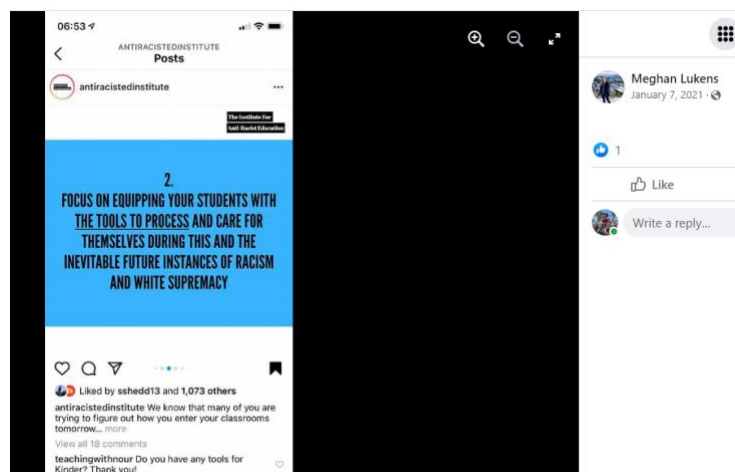 06:53
ANTIRACISTEDINSTITUTE
Posts
antiracistedinstitute
The Institute For
Anti-Racist Education
2.
FOCUS ON EQUIPPING YOUR STUDENTS WITH
THE TOOLS TO PROCESS AND CARE FOR
THEMSELVES DURING THIS AND THE
INEVITABLE FUTURE INSTANCES OF RACISM
AND WHITE SUPREMACY
Liked by sshedd13 and 1,073 others
antiracistedinstitute We know that many of you are
trying to figure out how you enter your classrooms
tomorrow... more
View all 18 comments
teachingwithnour Do you have any tools for
Kinder? Thank you!
Meghan Lukens
January 7, 2021 ·
1
Like
Write a reply...